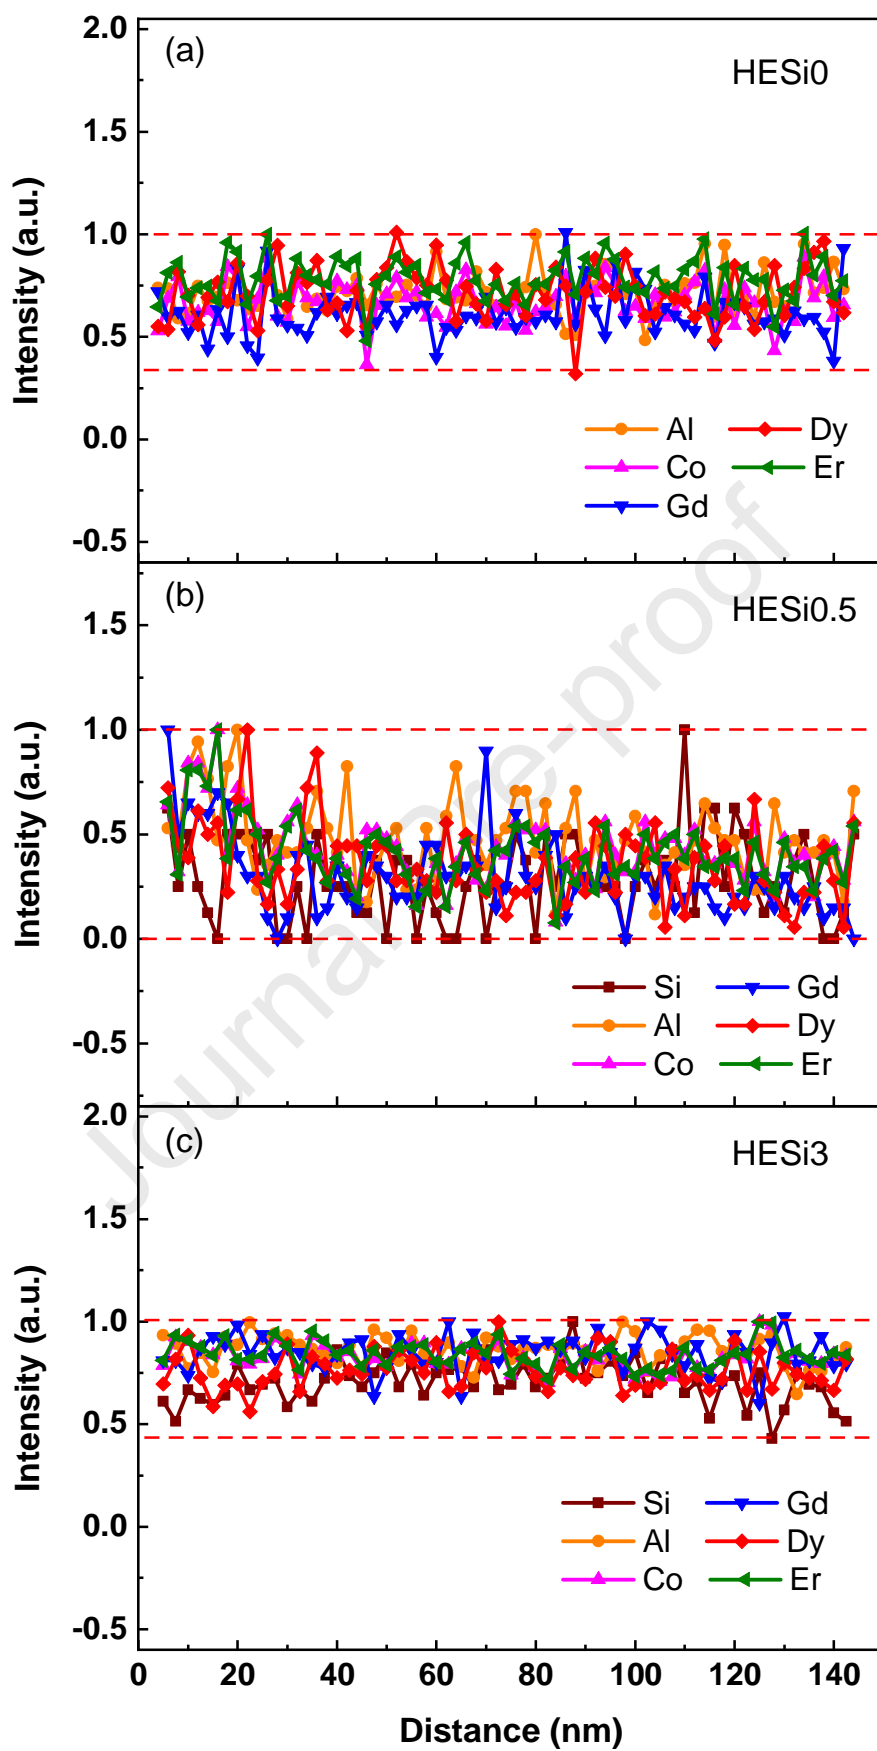 (a)
HESi0
2.0
1.5
1.0
0.5
0.0
-0.5
Intensity (a.u.)
Al
Dy
Co
Er
Gd
(b)
HESi0.5
1.5
1.0
0.5
0.0
-0.5
Intensity (a.u.)
Si
Gd
Al
Dy
Co
Er
(c)
HESi3
2.0
1.5
1.0
0.5
0.0
-0.5
Intensity (a.u.)
Si
Gd
Al
Dy
Co
Er
0 20 40 60 80 100 120 140
Distance (nm)
Journal Pre-proof